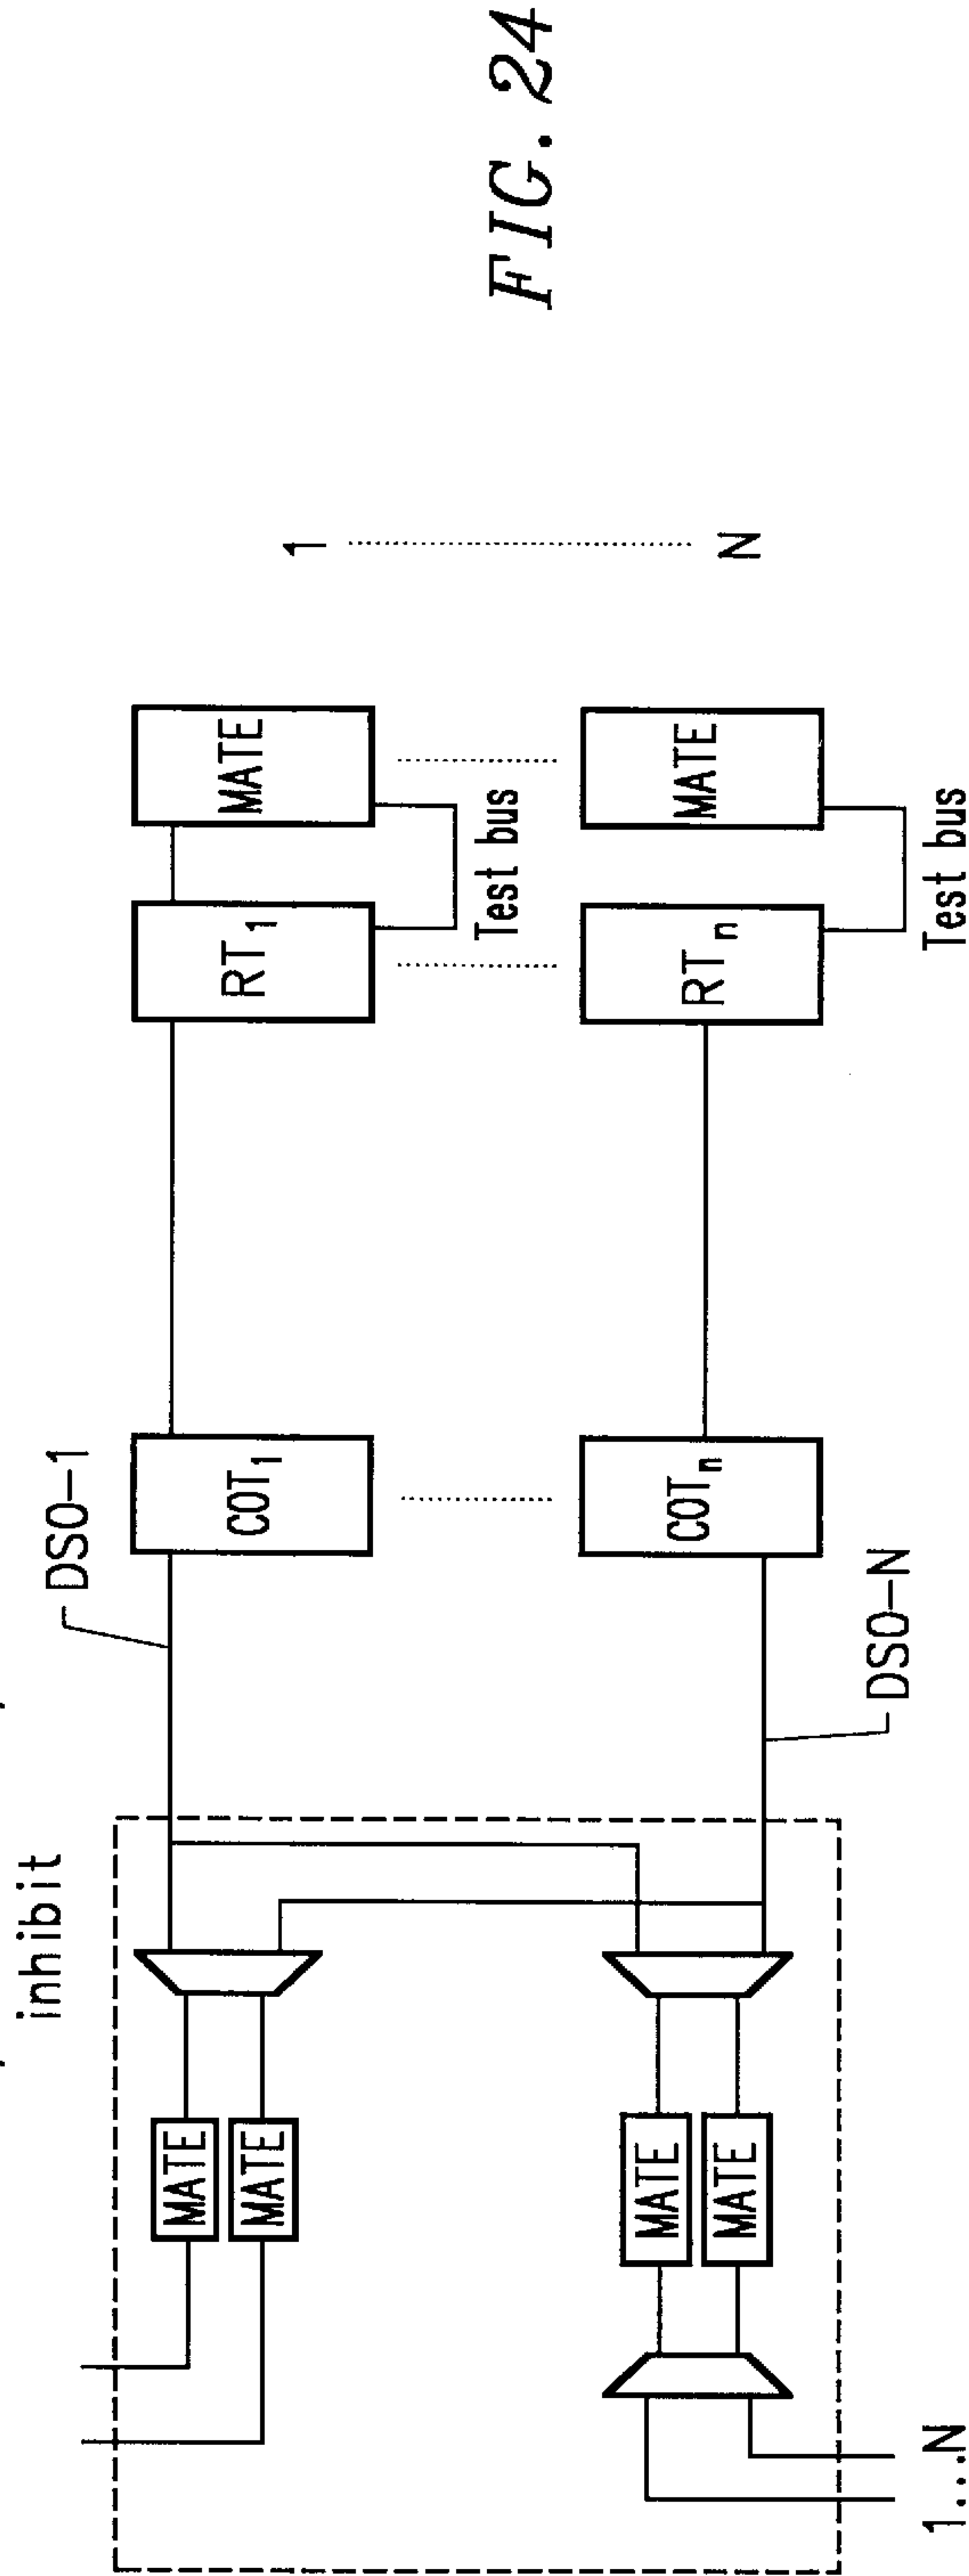 inhibit
DSO-1
MATE
MATE
COT1
RT1
MATE
Test bus
1
N
MATE
MATE
COTn
RTn
MATE
Test bus
DSO-N
1...N
FIG. 24